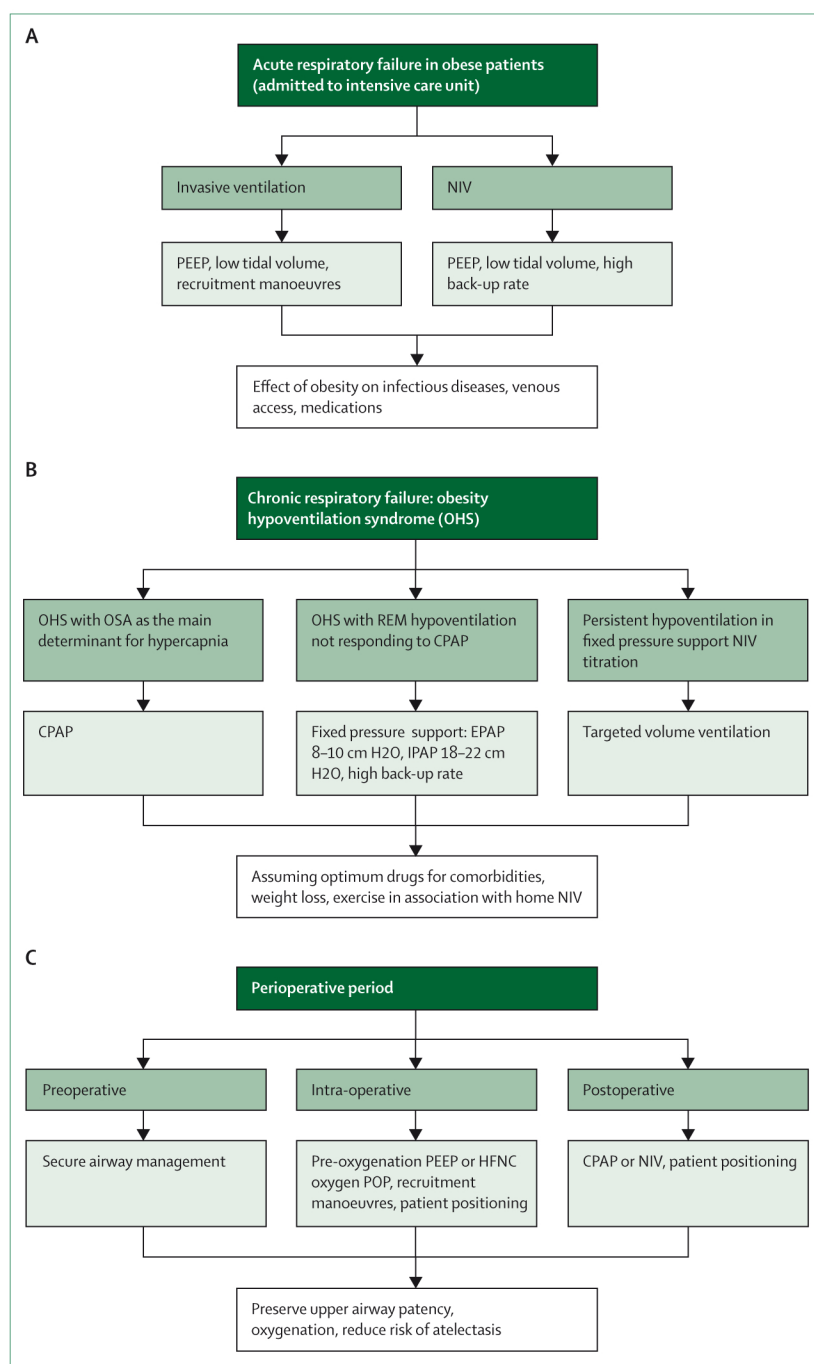 A
Acute respiratory failure in obese patients
(admitted to intensive care unit)
Invasive ventilation
NIV
PEEP, low tidal volume,
recruitment manoeuvres
PEEP, low tidal volume, high
back-up rate
Effect of obesity on infectious diseases, venous
access, medications
B
Chronic respiratory failure: obesity
hypoventilation syndrome (OHS)
OHS with OSA as the main
determinant for hypercapnia
OHS with REM hypoventilation
not responding to CPAP
Persistent hypoventilation in
fixed pressure support NIV
titration
CPAP
Fixed pressure support: EPAP
8–10 cm H2O, IPAP 18–22 cm
H2O, high back-up rate
Targeted volume ventilation
Assuming optimum drugs for comorbidities,
weight loss, exercise in association with home NIV
C
Perioperative period
Preoperative
Intra-operative
Postoperative
Secure airway management
Pre-oxygenation PEEP or HFNC
oxygen POP, recruitment
manoeuvres, patient positioning
CPAP or NIV, patient positioning
Preserve upper airway patency,
oxygenation, reduce risk of atelectasis